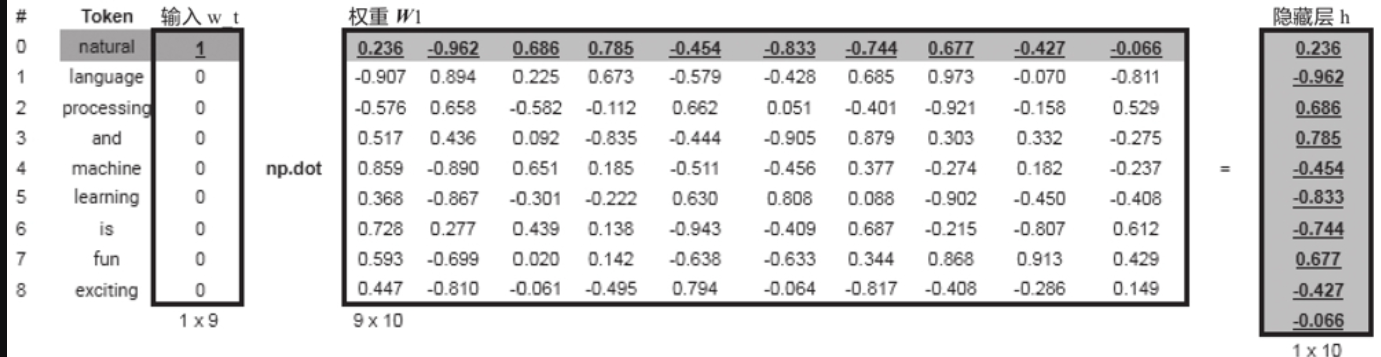 # Token 输入 w_t 权重 W1 隐藏层 h
0 natural 1 0.236 -0.962 0.686 0.785 -0.454 -0.833 -0.744 0.677 -0.427 -0.066 0.236
1 language 0 -0.907 0.894 0.225 0.673 -0.579 -0.428 0.685 0.973 -0.070 -0.811 -0.962
2 processing 0 -0.576 0.658 -0.582 -0.112 0.662 0.051 -0.401 -0.921 -0.158 0.529 0.686
3 and 0 0.517 0.436 0.092 -0.835 -0.444 -0.905 0.879 0.303 0.332 -0.275 0.785
4 machine 0 np.dot 0.859 -0.890 0.651 0.185 -0.511 -0.456 0.377 -0.274 0.182 -0.237 = -0.454
5 learning 0 0.368 -0.867 -0.301 -0.222 0.630 0.808 0.088 -0.902 -0.450 -0.408 -0.833
6 is 0 0.728 0.277 0.439 0.138 -0.943 -0.409 0.687 -0.215 -0.807 0.612 -0.744
7 fun 0 0.593 -0.699 0.020 0.142 -0.638 -0.633 0.344 0.868 0.913 0.429 0.677
8 exciting 0 0.447 -0.810 -0.061 -0.495 0.794 -0.064 -0.817 -0.408 -0.286 0.149 -0.427
1 x 9 9 x 10 -0.066
1 x 10